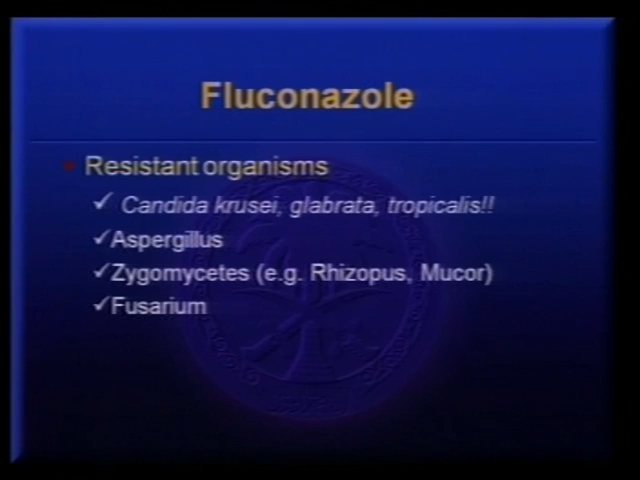 Fluconazole
Resistant organisms
Candida krusei, glabrata, tropicalis!!
Aspergillus
Zygomycetes (e.g. Rhizopus, Mucor)
Fusarium